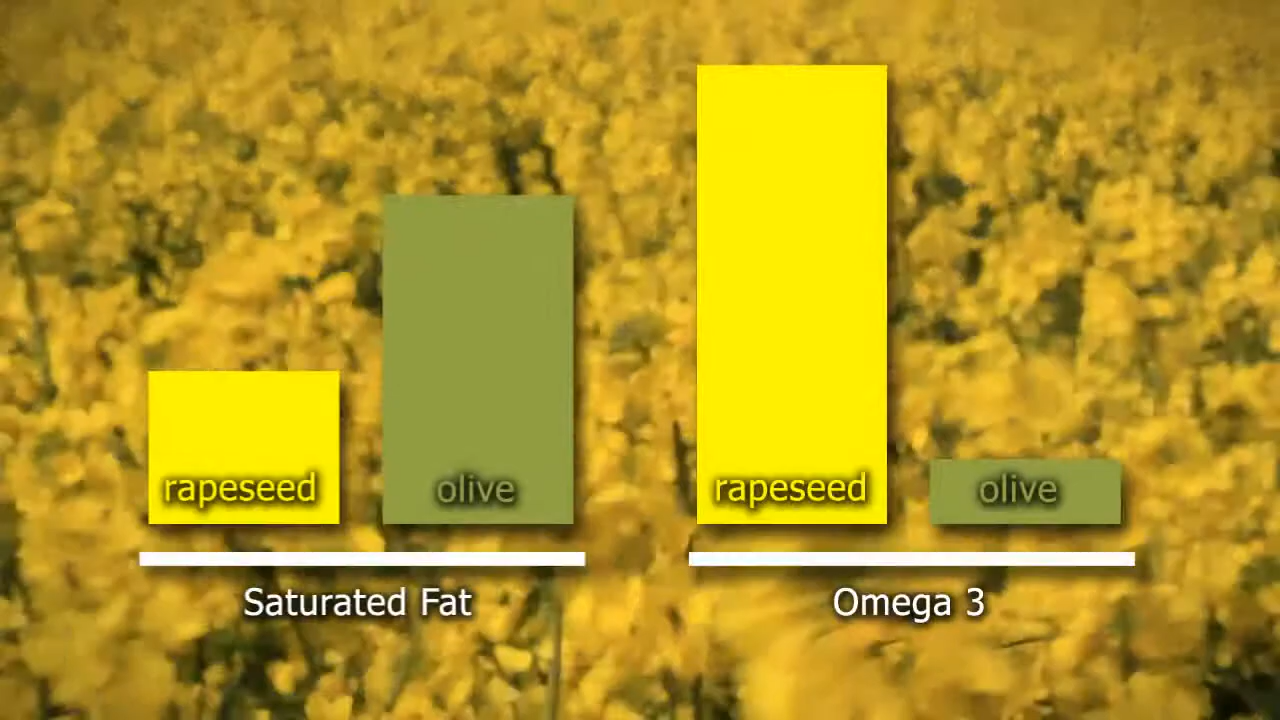 rapeseed
olive
rapeseed
olive
Saturated Fat
Omega 3